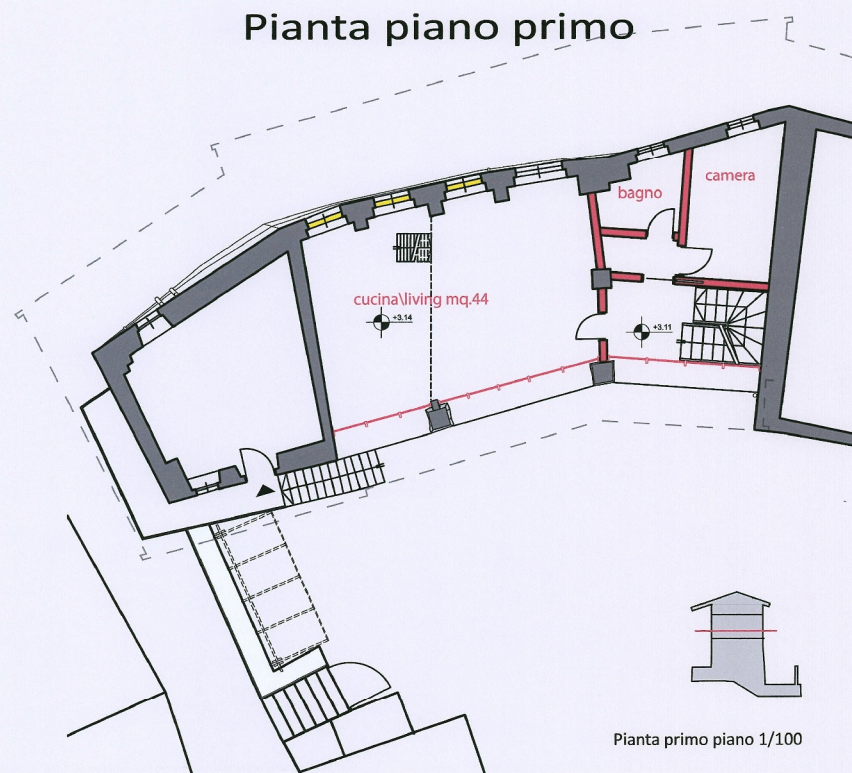 Pianta piano primo
camera
bagno
cucina\living mq.44
+3.14
+3.11
Pianta primo piano 1/100